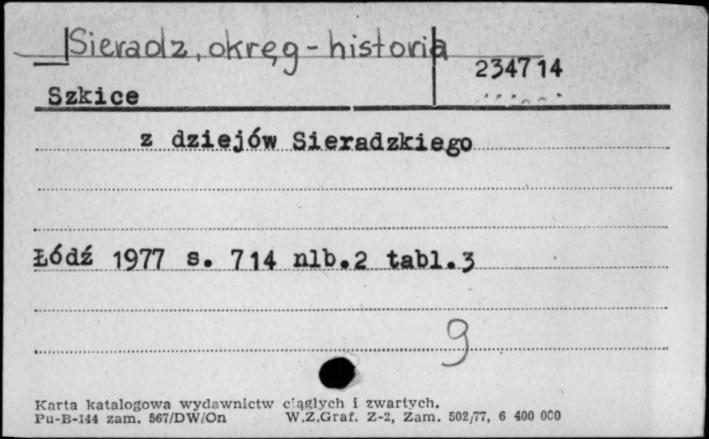 Sieradz, okręg - historia
234714
Szkice
z dziejów Sieradzkiego
Łódź 1977 s. 714 nlb.2 tabl.3
9
Karta katalogowa wydawnictw ciągłych i zwartych.
Pu-B-144 zam. 567/DW/On W.Z.Graf. Z-2, Zam. 502/77, 6 400 000